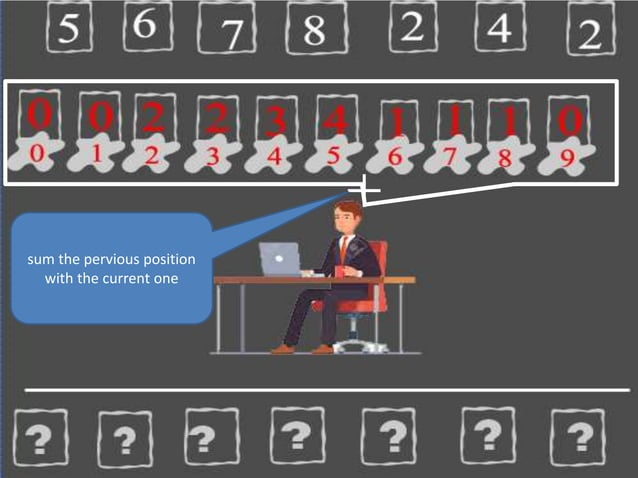 5 6 7 8 2 4 2
0 0 2 2 3 4 1 1 1 0
0 1 2 3 4 5 6 7 8 9
sum the pervious position
with the current one
? ? ? ? ? ? ?